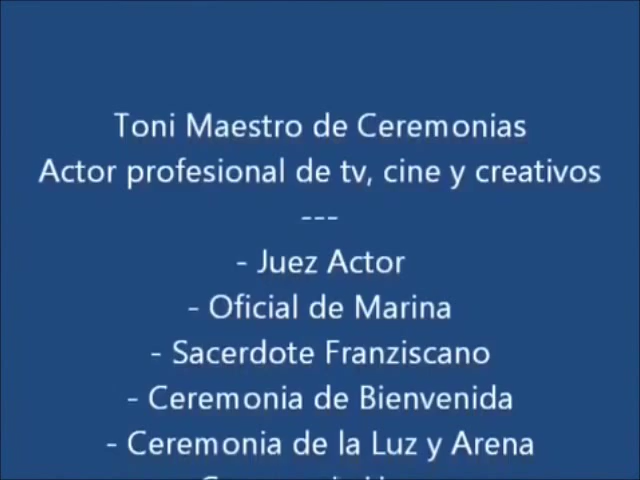 Toni Maestro de Ceremonias
Actor profesional de tv, cine y creativos
---
- Juez Actor
- Oficial de Marina
- Sacerdote Franziscano
- Ceremonia de Bienvenida
- Ceremonia de la Luz y Arena